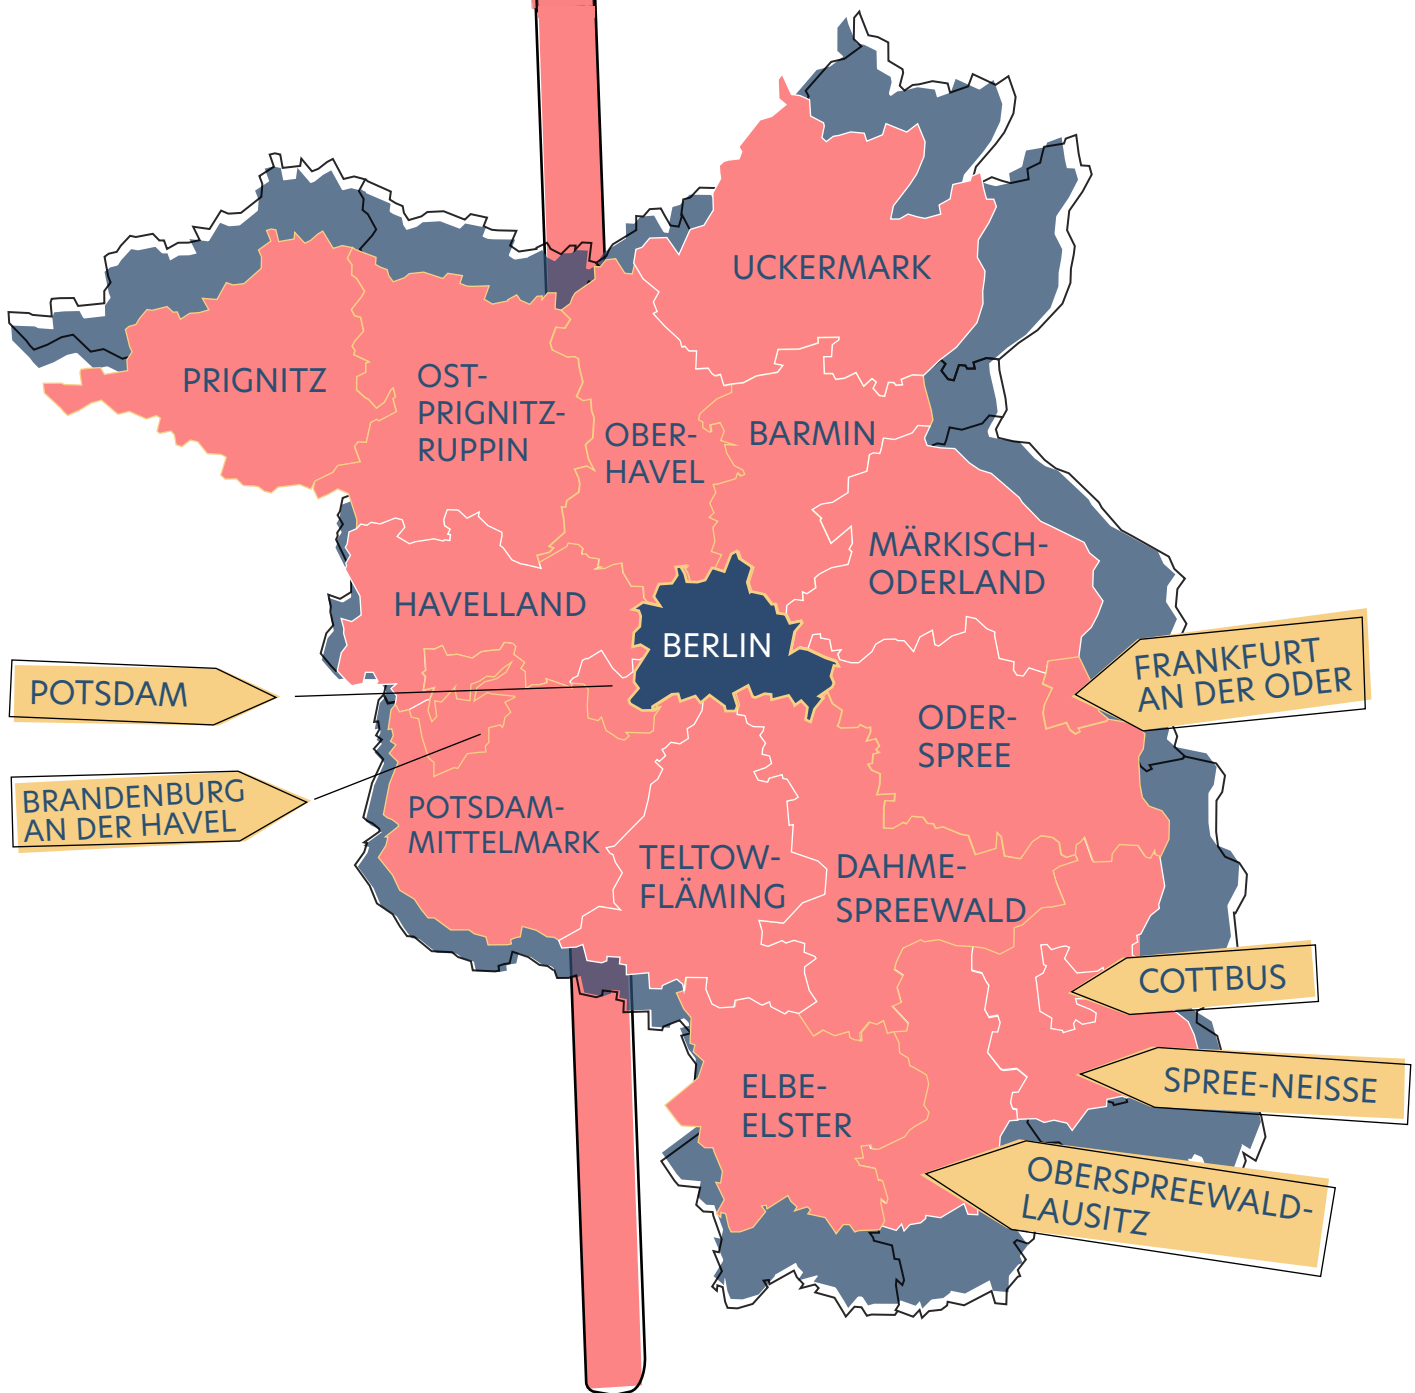 UCKERMARK
PRIGNITZ
OST-
PRIGNITZ-
RUPPIN
OBER-
HAVEL
BARMIN
MÄRKISCH-
ODERLAND
HAVELLAND
BERLIN
FRANKFURT
AN DER ODER
POTSDAM
ODER-
SPREE
BRANDENBURG
AN DER HAVEL
POTSDAM-
MITTELMARK
TELTOW-
FLÄMING
DAHME-
SPREEWALD
COTTBUS
SPREE-NEISSE
ELBE-
ELSTER
OBERSPREEWALD-
LAUSITZ